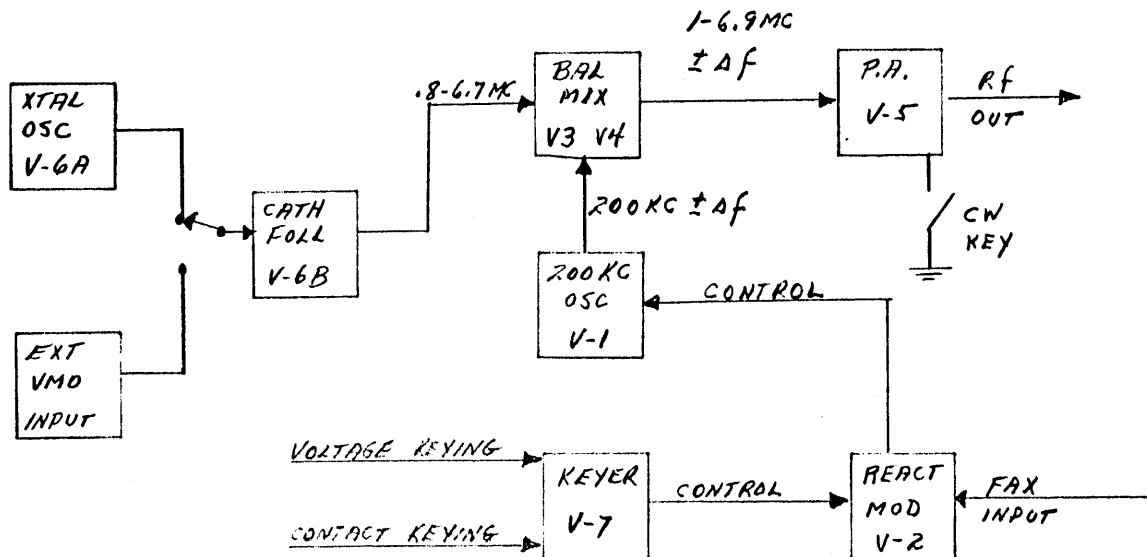 1-6.9MC
± Δf
XTAL
OSC
V-6A
.8-6.7MC
BAL
MIX
V3 V4
P.A.
V-5
Rf
OUT
200KC ± Δf
CATH
FOLL
V-6B
CW
KEY
200KC
OSC
V-1
CONTROL
EXT
VMO
INPUT
VOLTAGE KEYING
CONTACT KEYING
KEYER
V-7
CONTROL
REACT
MOD
V-2
FAX
INPUT